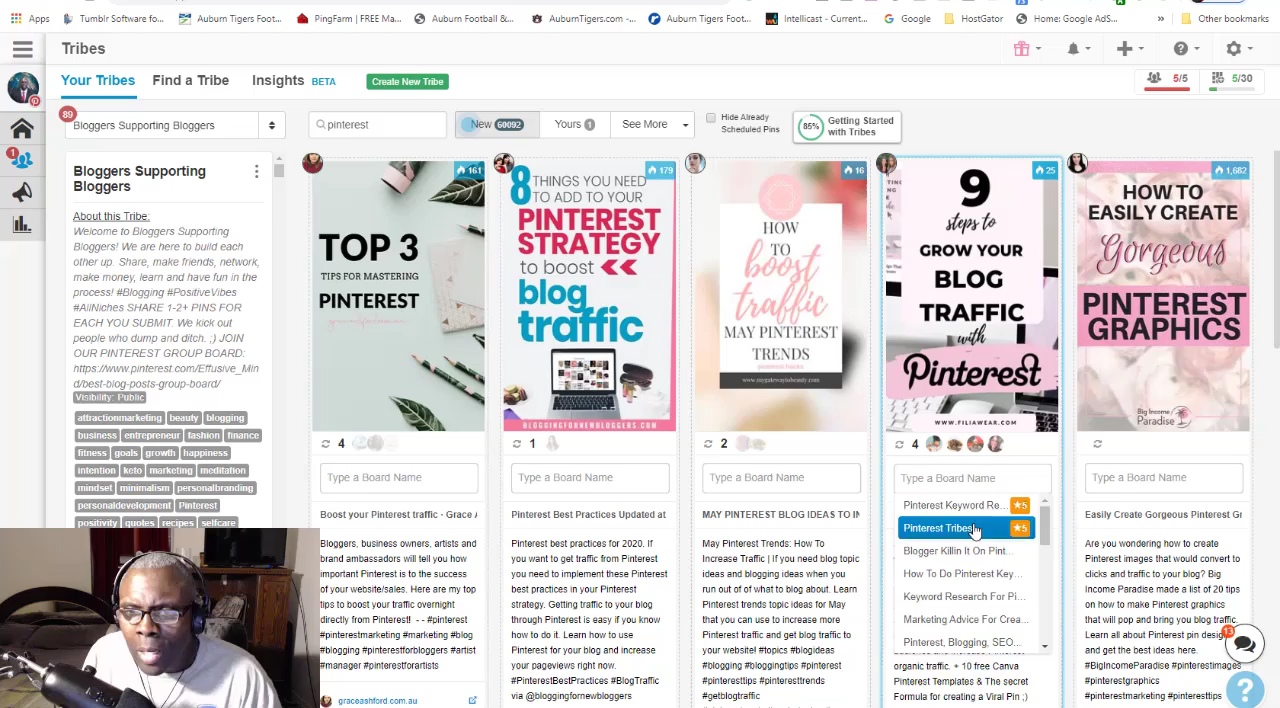 Apps
Tumblr Software fo...
Auburn Tigers Foot...
PingFarm | FREE Ma...
Auburn Football &...
AuburnTigers.com -...
Auburn Tigers Foot...
Intellicast - Current...
Google
HostGator
Home: Google AdS...
»
Other bookmarks
Tribes
Your Tribes
Find a Tribe
Insights BETA
Create New Tribe
5/5
5/30
89
Bloggers Supporting Bloggers
pinterest
New 60092
Yours 1
See More
Hide Already
Scheduled Pins
85%
Getting Started
with Tribes
1
Bloggers Supporting
Bloggers
About this Tribe:
Welcome to Bloggers Supporting
Bloggers! We are here to build each
other up. Share, make friends, network,
make money, learn and have fun in the
process! #Blogging #PositiveVibes
#AllNiches SHARE 1-2+ PINS FOR
EACH YOU SUBMIT. We kick out
people who dump and ditch. ;) JOIN
OUR PINTEREST GROUP BOARD:
https://www.pinterest.com/Effusive_Min
d/best-blog-posts-group-board/
Visibility: Public
attractionmarketing beauty blogging
business entrepreneur fashion finance
fitness goals growth happiness
intention keto marketing meditation
mindset minimalism personalbranding
personaldevelopment Pinterest
positivity quotes recipes selfcare
161
TOP 3
TIPS FOR MASTERING
PINTEREST
4
Type a Board Name
Boost your Pinterest traffic - Grace A
Bloggers, business owners, artists and
brand ambassadors will tell you how
important Pinterest is to the success
of your website/sales. Here are my top
tips to boost your traffic overnight
directly from Pinterest! - - #pinterest
#pinterestmarketing #marketing #blog
#pinterestforbloggers #artist
#manager #pinterestforartists
graceashford.com.au
179
8 THINGS YOU NEED
TO ADD TO YOUR
PINTEREST
STRATEGY
to boost
blog
traffic
BLOGGINGFORNEWBLOGGERS.COM
1
Type a Board Name
Pinterest Best Practices Updated at
Pinterest best practices for 2020. If
you want to get traffic from Pinterest
you need to implement these
best practices in your Pinterest
strategy. Getting traffic to your blog
through Pinterest is easy if you know
how to do it. Learn how to use
Pinterest for your blog and increase
your pageviews right now.
#PinterestBestPractices #BlogTraffic
via @bloggingfornewbloggers
16
HOW
TO
boost
traffic
MAY PINTEREST
TRENDS
www.mygatewaytobeauty.com
2
Type a Board Name
MAY PINTEREST BLOG IDEAS TO IN
May Pinterest Trends: How To
Increase Traffic | If you need blog
topic ideas and blogging ideas when you
run out of what to blog about. Learn
Pinterest trends topic ideas for May
that you can use to increase more
Pinterest traffic and get blog traffic to
your website! #topics #blogideas
#blogging #bloggingtips #pinterest
#pinteresttips #pinteresttrends
#getblogtraffic
25
9
steps to
GROW YOUR
BLOG
TRAFFIC
with
Pinterest
WWW.FILIAWEAR.COM
4
Type a Board Name
Pinterest Keyword Re... 5
Pinterest Tribes 5
Blogger Killin It On Pint...
How To Do Pinterest Key...
Keyword Research For Pi...
Marketing Advice For Crea...
Pinterest, Blogging, SEO...
organic traffic. + 10 free Canva
Pinterest Templates & The secret
Formula for creating a Viral Pin ;)
1,682
HOW TO
EASILY CREATE
Gorgeous
PINTEREST
GRAPHICS
Big Income
Paradise
Type a Board Name
Easily Create Gorgeous Pinterest Gr
Are you wondering how to create
Pinterest images that would convert to
clicks and traffic to your blog? Big
Income Paradise made a list of 20 tips
on how to make Pinterest graphics
that will pop and bring you blog traffic.
Learn all about Pinterest pin design
and get the best ideas here.
#BigIncomeParadise #pinterestimages
#pinterestgraphics
#pinterestmarketing #pinteresttips
13
?